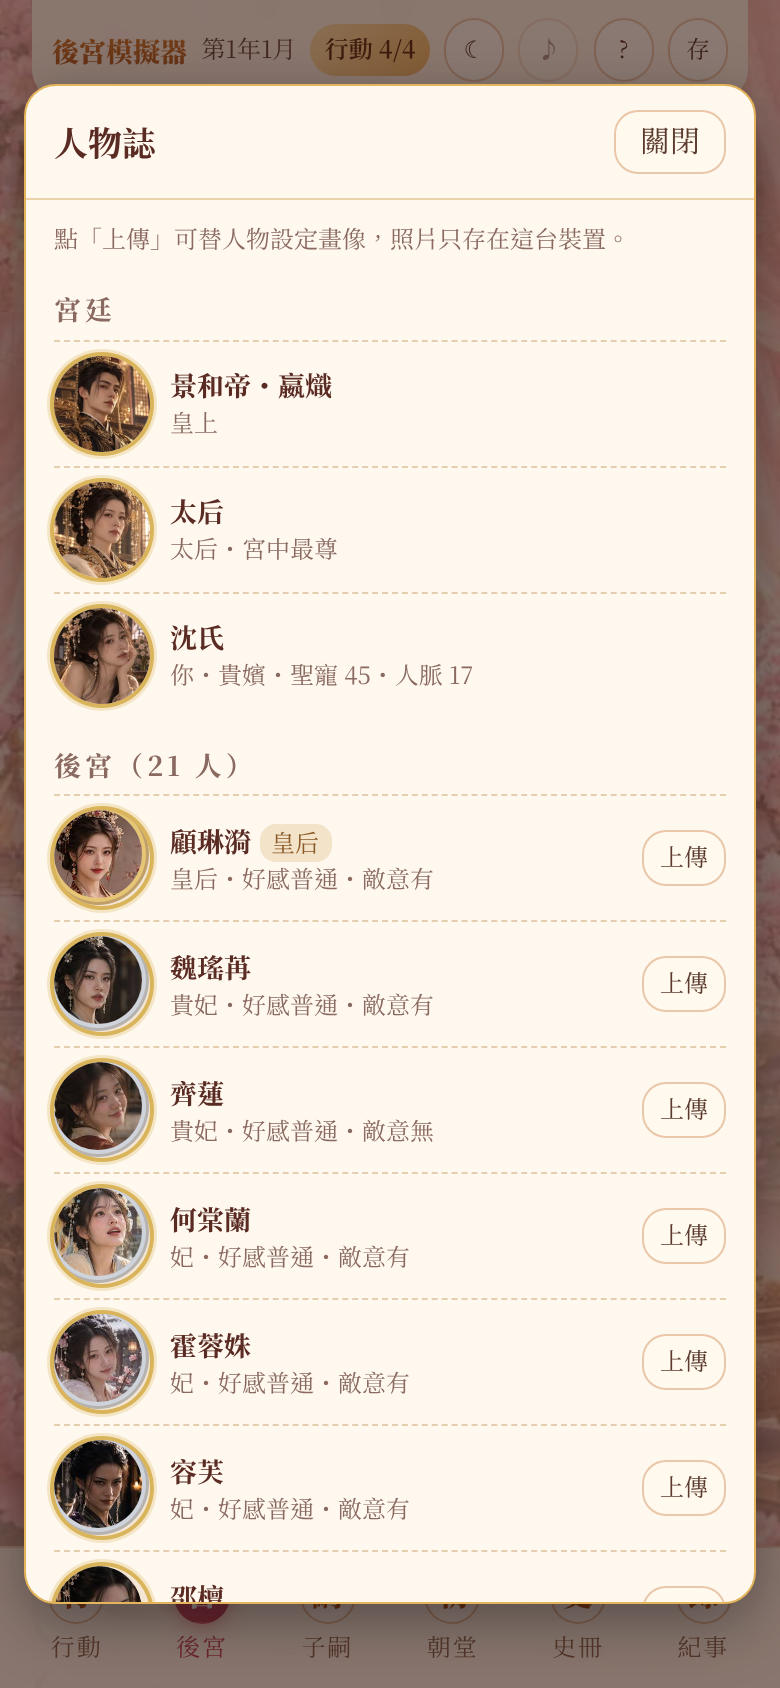 後宮模擬器 第1年1月 行動 4/4 ☾ ♪ ? 存
人物誌 關閉
點「上傳」可替人物設定畫像，照片只存在這台裝置。
宮廷
景和帝・嬴熾
皇上
太后
太后・宮中最尊
沈氏
你・貴嬪・聖寵 45・人脈 17
後宮（21 人）
顧琳漪 皇后
皇后・好感普通・敵意有
上傳
魏瑤苒
貴妃・好感普通・敵意有
上傳
齊蓮
貴妃・好感普通・敵意無
上傳
何棠蘭
妃・好感普通・敵意有
上傳
霍蓉姝
妃・好感普通・敵意有
上傳
容芙
妃・好感普通・敵意有
上傳
邵檀
行動 後宮 子嗣 朝堂 史冊 紀事